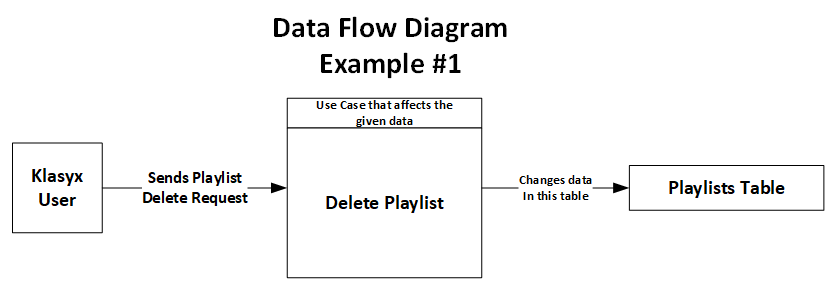 Data Flow Diagram
Example #1
Use Case that affects the
given data
Klasyx
User
Sends Playlist
Delete Request
Delete Playlist
Changes data
In this table
Playlists Table